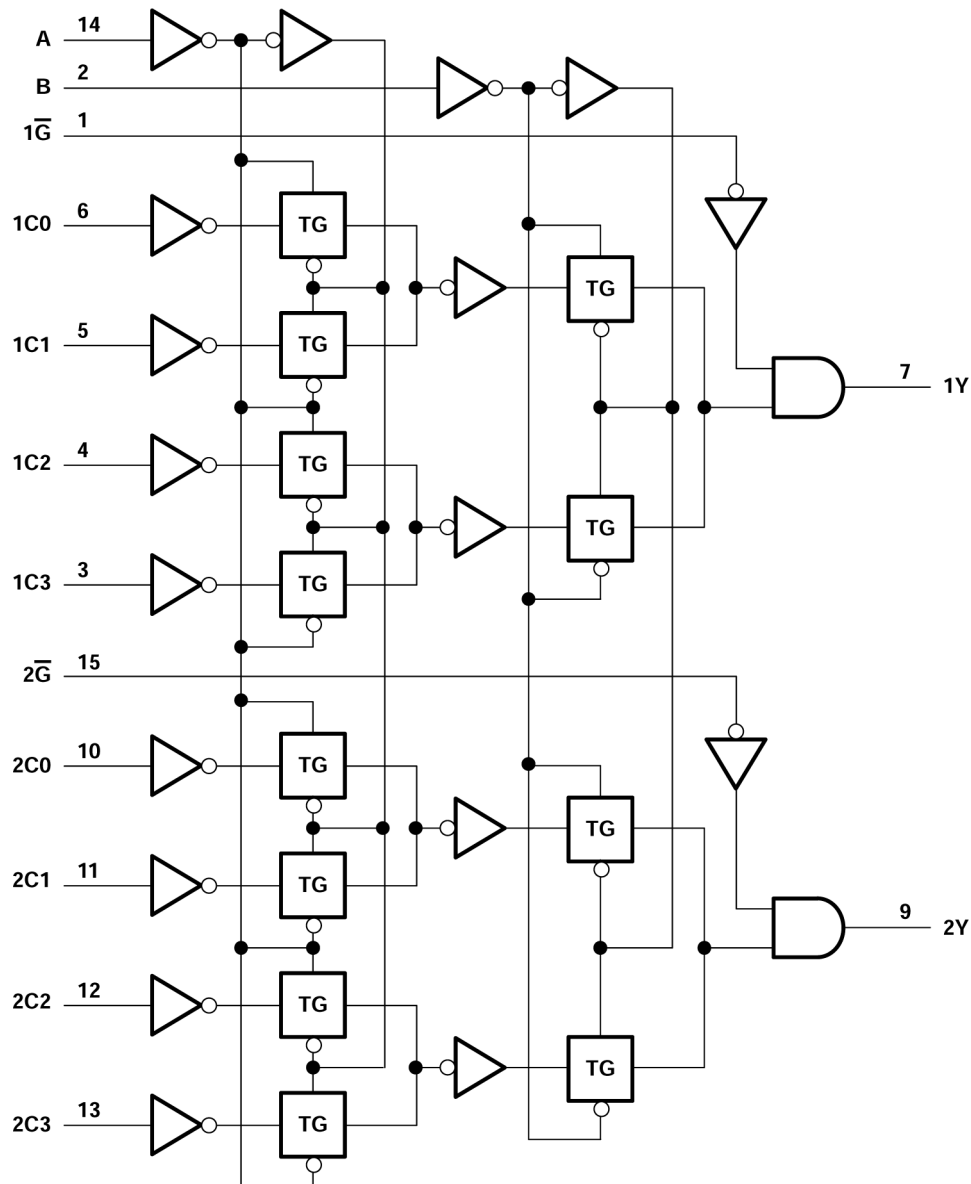 A 14
B 2
1G̅ 1
1C0 6 TG
TG
1C1 5 TG
7 1Y
1C2 4 TG
TG
1C3 3 TG
2G̅ 15
2C0 10 TG
TG
2C1 11 TG
9 2Y
2C2 12 TG
TG
2C3 13 TG